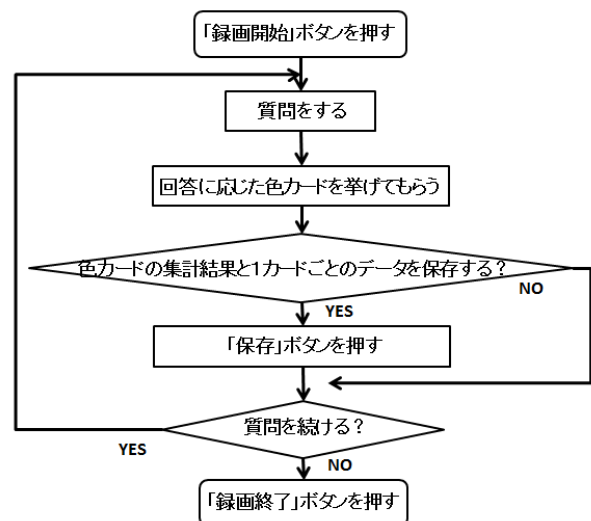 「録画開始」ボタンを押す
質問をする
回答に応じた色カードを挙げてもらう
色カードの集計結果と1カードごとのデータを保存する?
NO
YES
「保存」ボタンを押す
質問を続ける?
YES
NO
「録画終了」ボタンを押す